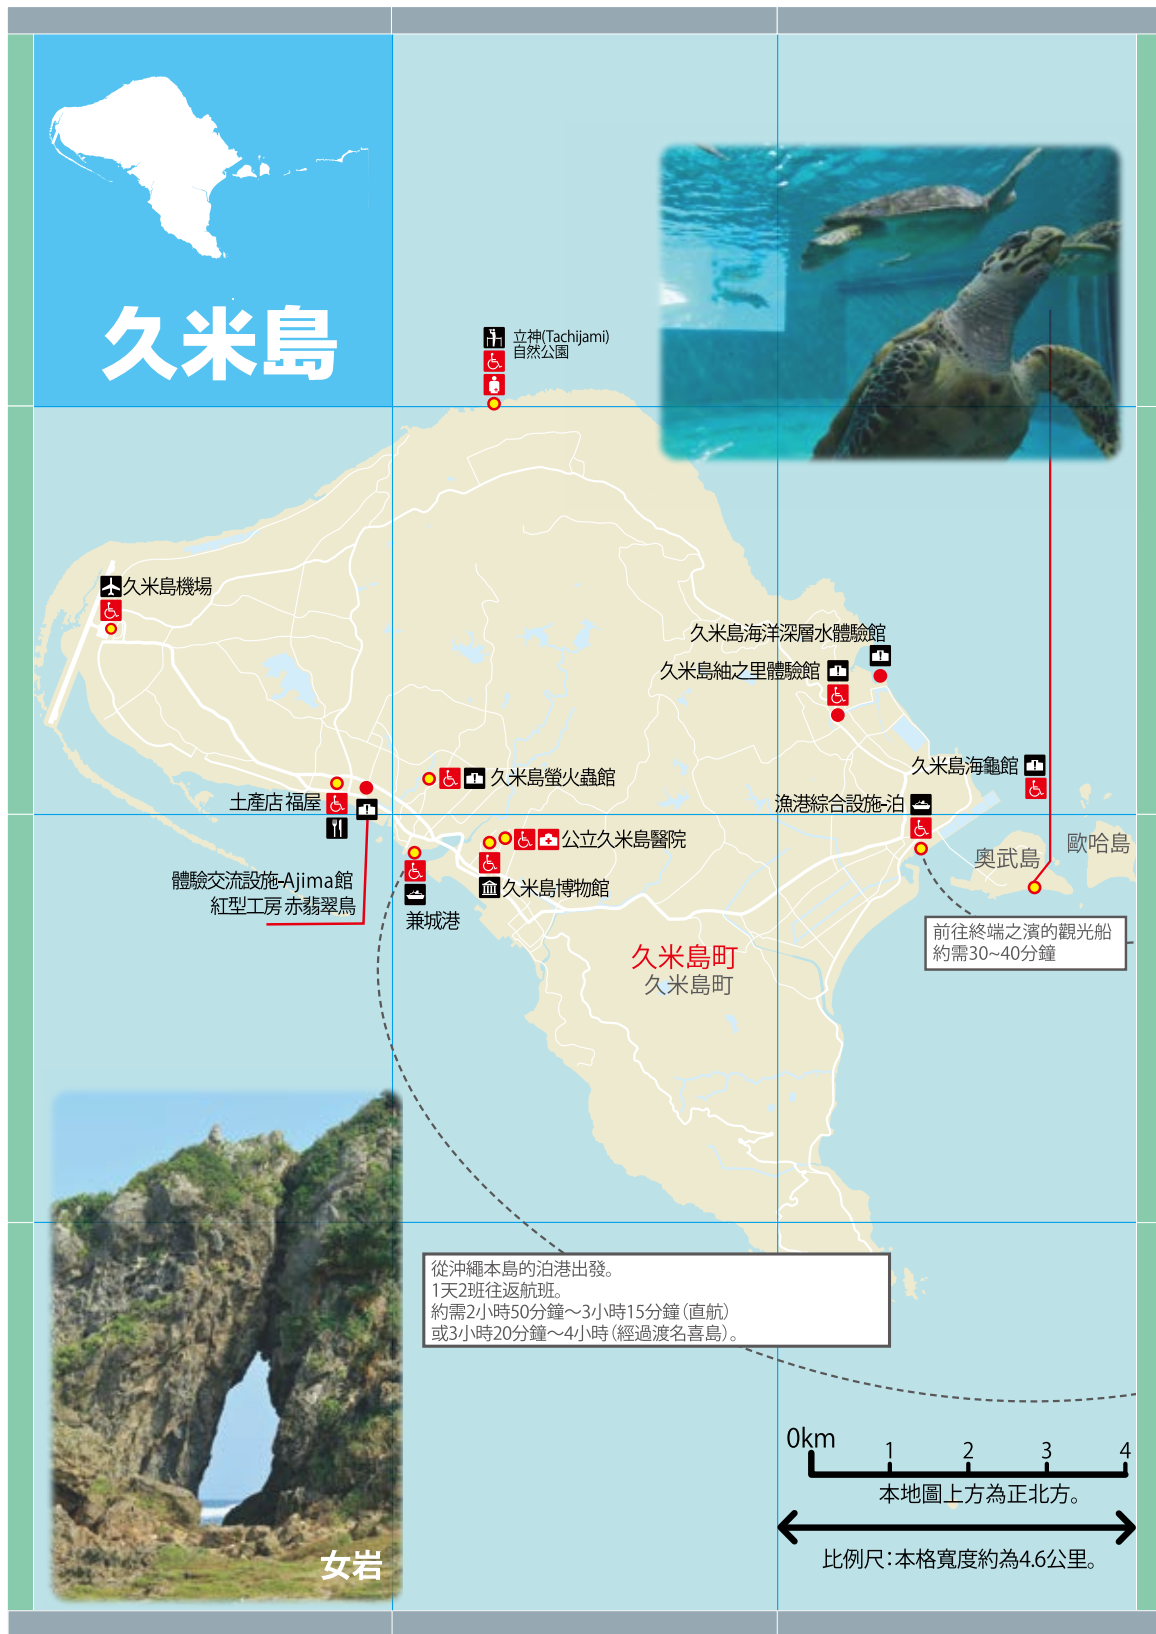 久米島
立神(Tachijami)
自然公園
久米島機場
久米島海洋深層水體驗館
久米島紬之里體驗館
久米島螢火蟲館
久米島海龜館
土產店 福屋
漁港綜合設施-泊
公立久米島醫院
奧武島
歐哈島
體驗交流設施-Ajima館
紅型工房 赤翡翠鳥
久米島博物館
兼城港
前往終端之濱的觀光船
約需30~40分鐘
久米島町
久米島町
從沖繩本島的泊港出發。
1天2班往返航班。
約需2小時50分鐘～3小時15分鐘（直航）
或3小時20分鐘～4小時（經過渡名喜島）。
0km 1 2 3 4
本地圖上方為正北方。
比例尺：本格寬度約為4.6公里。
女岩